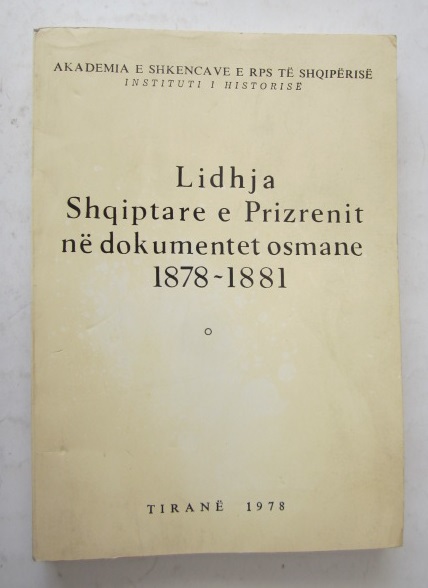 AKADEMIA E SHKENCAVE E RPS TË SHQIPËRISË
INSTITUTI I HISTORISË
Lidhja
Shqiptare e Prizrenit
në dokumentet osmane
1878-1881
TIRANË 1978